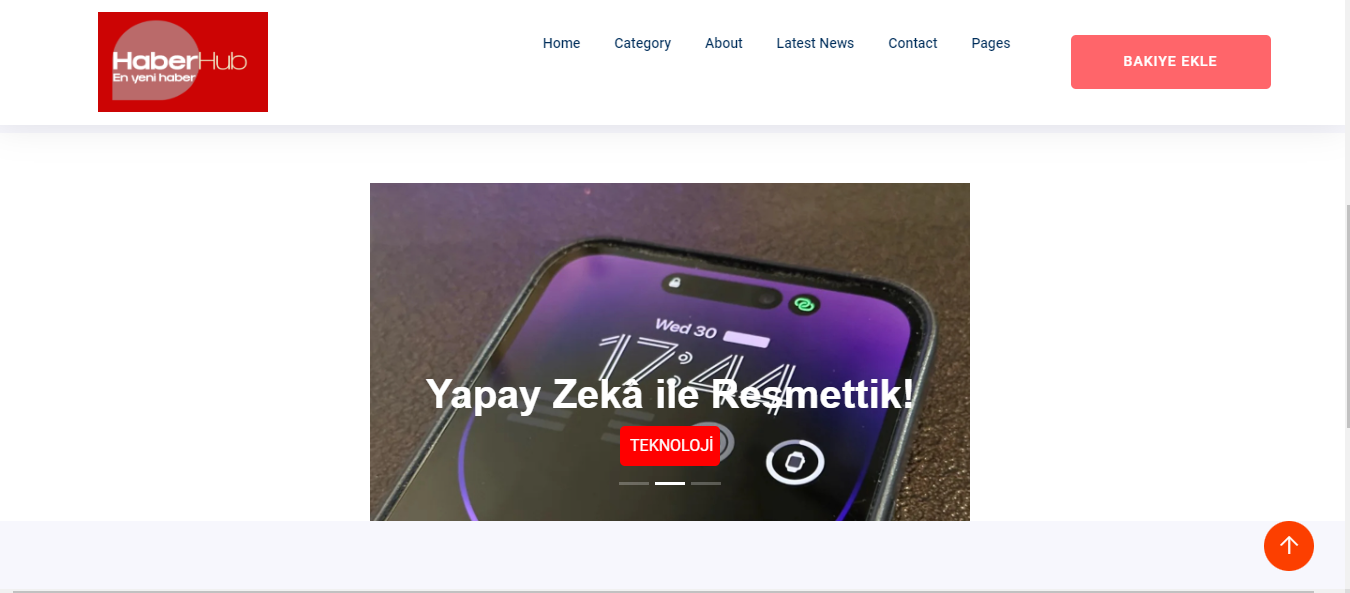 HaberHub
En yeni haber
Home Category About Latest News Contact Pages
BAKIYE EKLE
Wed 30
17:44
Yapay Zekâ ile Resmettik!
TEKNOLOJİ